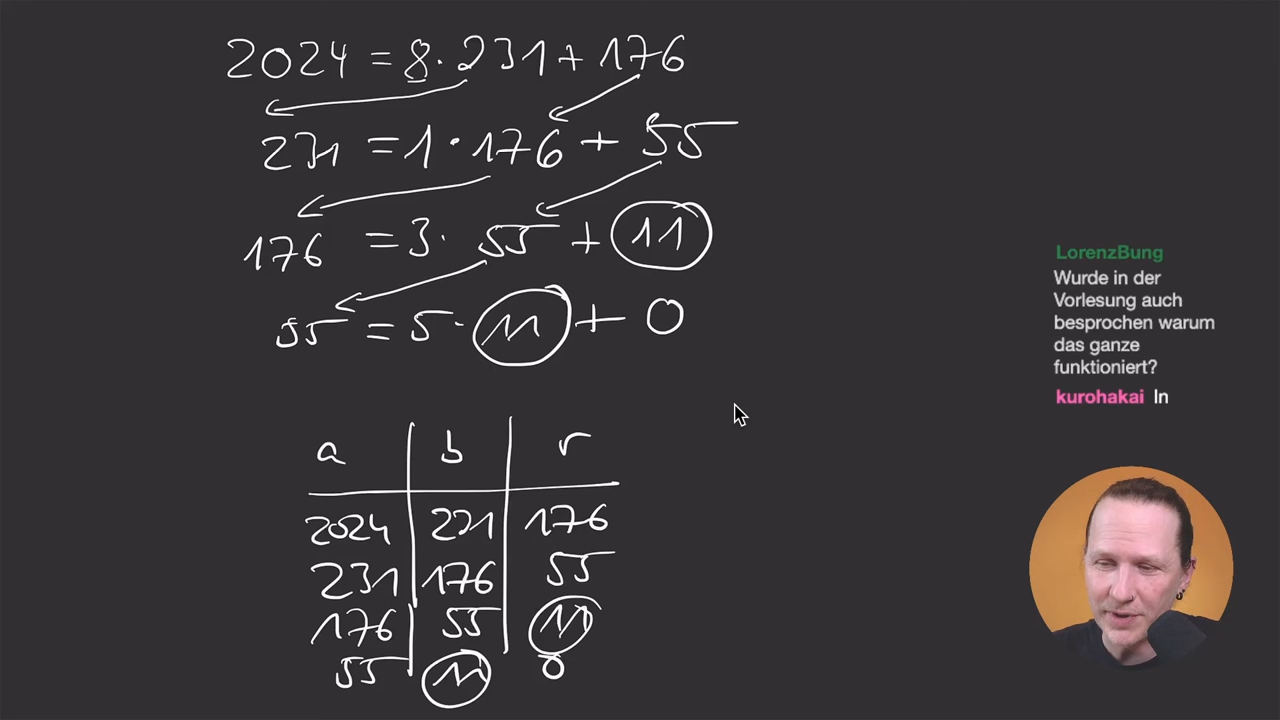 2024 = 8 · 231 + 176
231 = 1 · 176 + 55
176 = 3 · 55 + 11
55 = 5 · 11 + 0
LorenzBung
Wurde in der
Vorlesung auch
besprochen warum
das ganze
funktioniert?
kurohakai In
a b r
2024 231 176
231 176 55
176 55 11
55 11 0